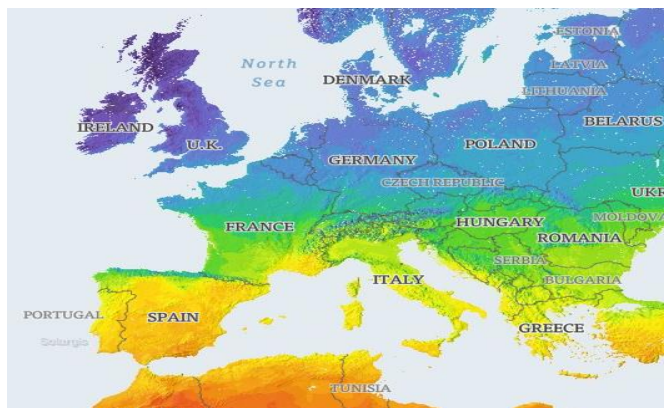 ESTONIA
North
Sea
LATVIA
DENMARK
LITHUANIA
IRELAND
BELARUS
U.K.
POLAND
GERMANY
CZECH REPUBLIC
UKR
HUNGARY
MOLDOVA
FRANCE
ROMANIA
SERBIA
ITALY
BULGARIA
PORTUGAL
SPAIN
GREECE
Solargis
TUNISIA